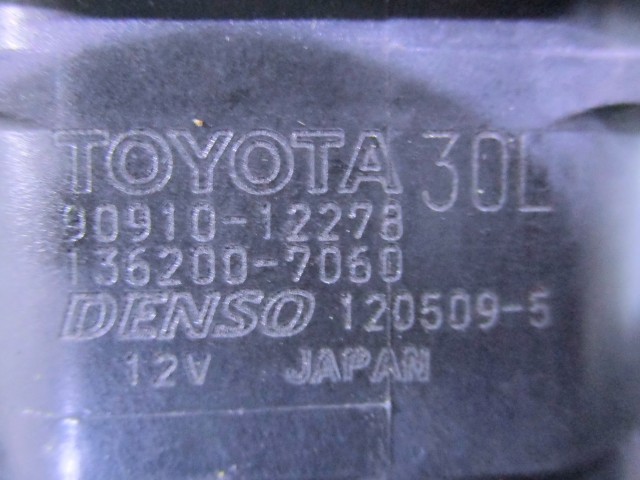 TOYOTA 30L
90910-12278
136200-7060
DENSO 120509-5
12V JAPAN